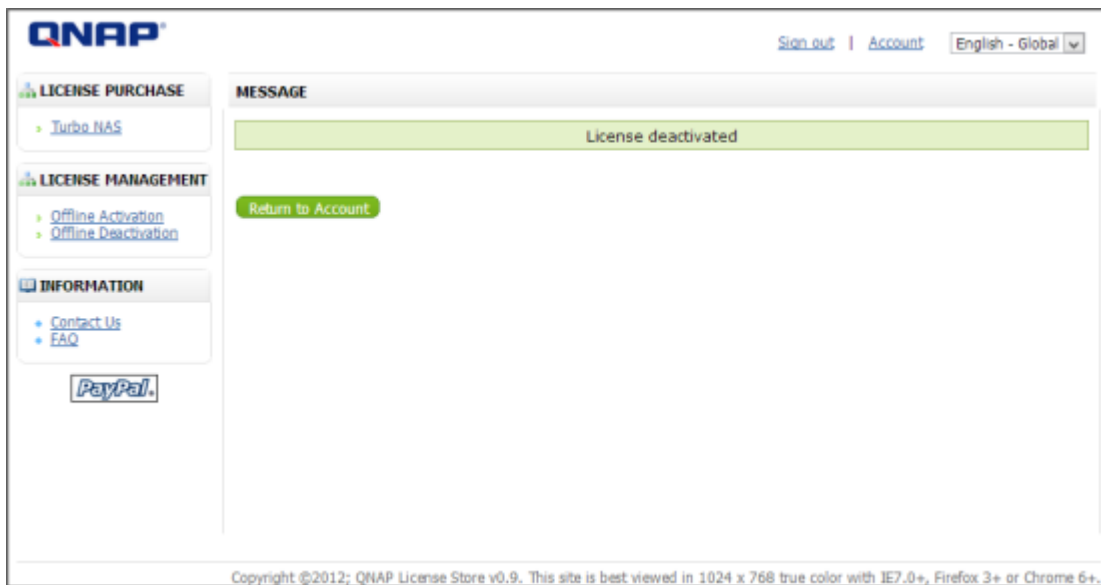 QNAP
Sign out | Account English - Global
LICENSE PURCHASE
Turbo NAS
LICENSE MANAGEMENT
Offline Activation
Offline Deactivation
INFORMATION
Contact Us
FAQ
PayPal.
MESSAGE
License deactivated
Return to Account
Copyright ©2012; QNAP License Store v0.9. This site is best viewed in 1024 x 768 true color with IE7.0+, Firefox 3+ or Chrome 6+.